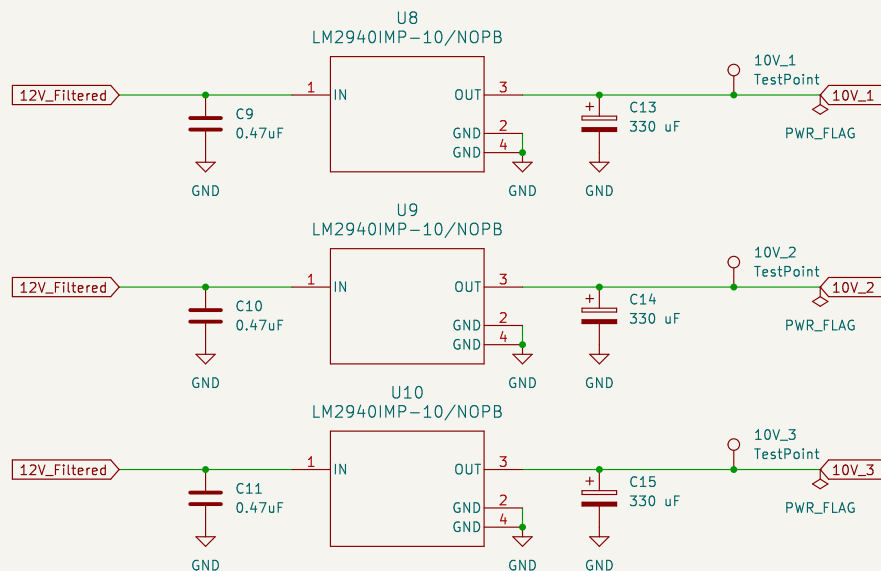 U8
LM2940IMP-10/NOPB
12V_Filtered
1
IN
OUT
3
10V_1
TestPoint
10V_1
C9
0.47uF
+
C13
330 uF
GND
2
GND
4
PWR_FLAG
GND
GND
GND
U9
LM2940IMP-10/NOPB
12V_Filtered
1
IN
OUT
3
10V_2
TestPoint
10V_2
C10
0.47uF
+
C14
330 uF
GND
2
GND
4
PWR_FLAG
GND
GND
GND
U10
LM2940IMP-10/NOPB
12V_Filtered
1
IN
OUT
3
10V_3
TestPoint
10V_3
C11
0.47uF
+
C15
330 uF
GND
2
GND
4
PWR_FLAG
GND
GND
GND